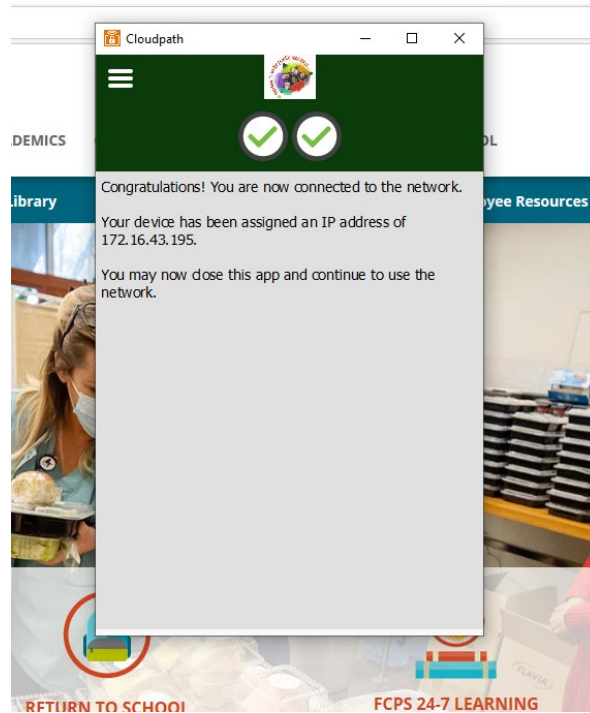 Cloudpath
DEMICS
OL
Library
oyee Resources
Congratulations! You are now connected to the network.
Your device has been assigned an IP address of
172.16.43.195.
You may now close this app and continue to use the
network.
FLAVIA
RETURN TO SCHOOL
FCPS 24-7 LEARNING